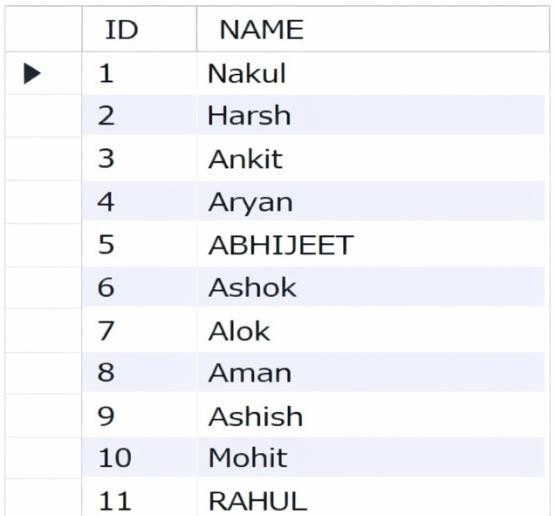 ID NAME
1 Nakul
2 Harsh
3 Ankit
4 Aryan
5 ABHIJEET
6 Ashok
7 Alok
8 Aman
9 Ashish
10 Mohit
11 RAHUL